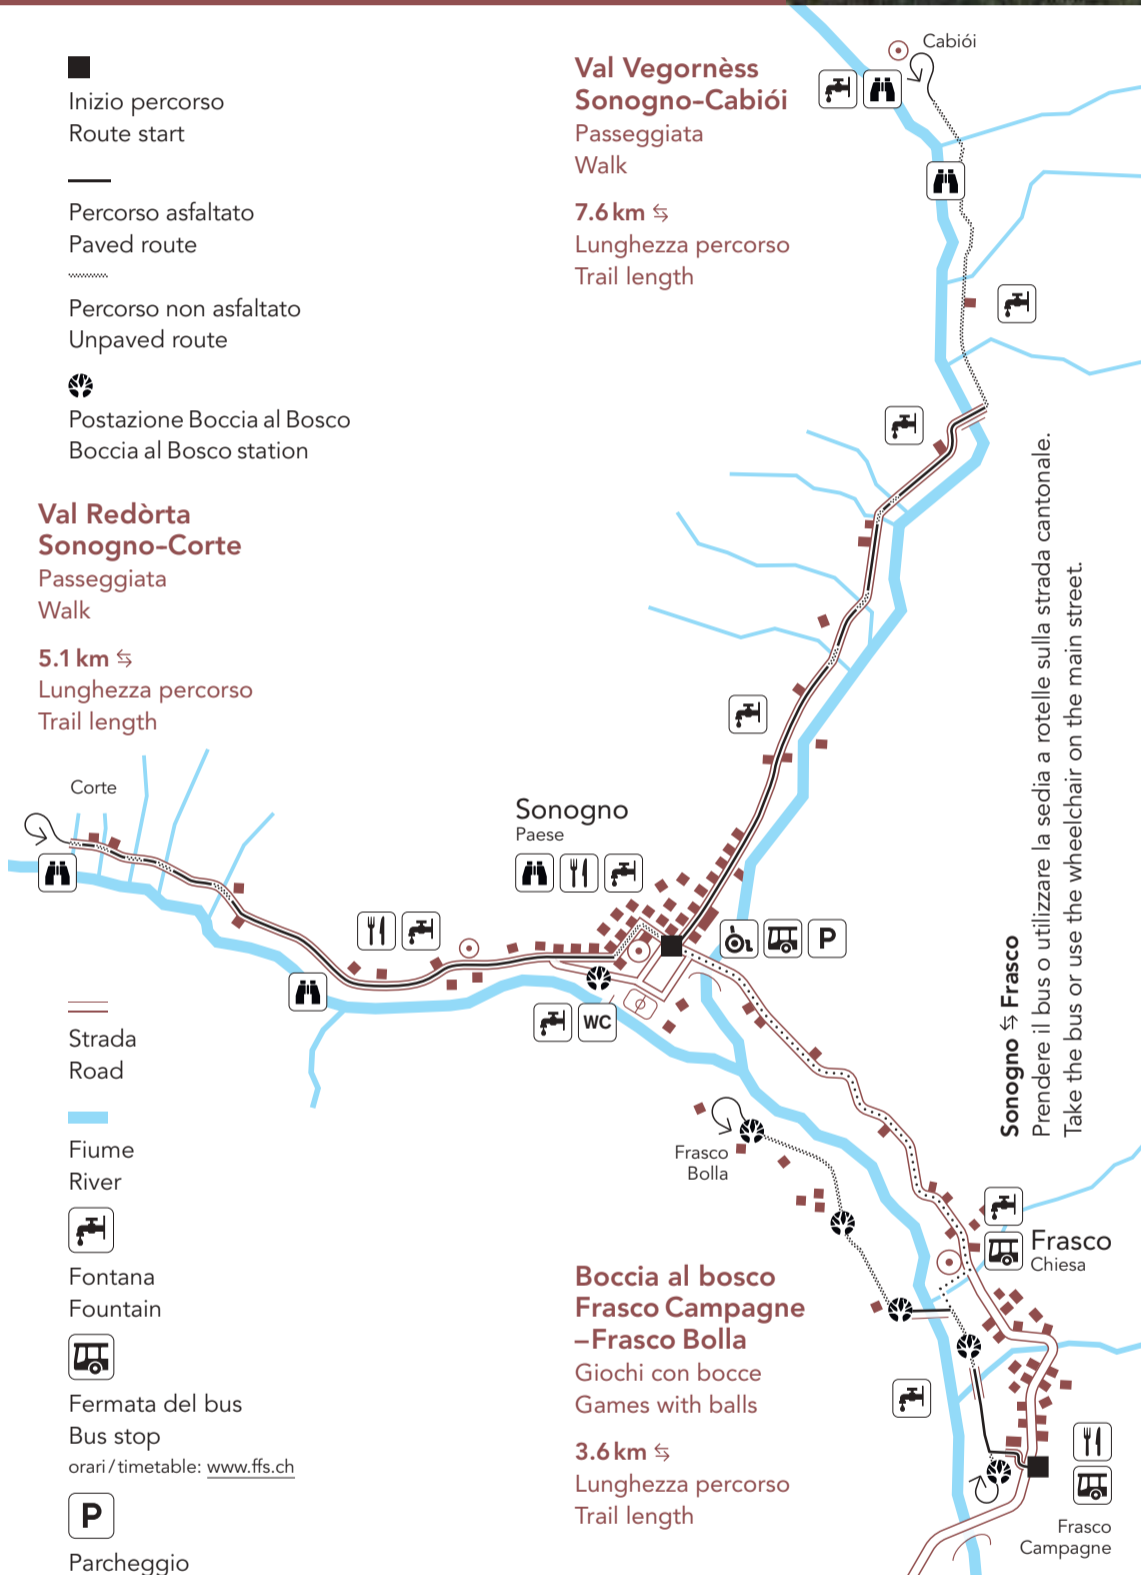 Inizio percorso
Route start
Percorso asfaltato
Paved route
Percorso non asfaltato
Unpaved route
Postazione Boccia al Bosco
Boccia al Bosco station
Val Redòrta
Sonogno–Corte
Passeggiata
Walk
5.1 km ⇆
Lunghezza percorso
Trail length
Val Vegornèss
Sonogno–Cabiói
Passeggiata
Walk
7.6 km ⇆
Lunghezza percorso
Trail length
Cabiói
Corte
Sonogno
Paese
P
WC
Sonogno ⇆ Frasco
Prendere il bus o utilizzare la sedia a rotelle sulla strada cantonale.
Take the bus or use the wheelchair on the main street.
Strada
Road
Fiume
River
Fontana
Fountain
Fermata del bus
Bus stop
orari / timetable: www.ffs.ch
P
Parcheggio
Frasco
Bolla
Frasco
Chiesa
Boccia al bosco
Frasco Campagne
–Frasco Bolla
Giochi con bocce
Games with balls
3.6 km ⇆
Lunghezza percorso
Trail length
Frasco
Campagne